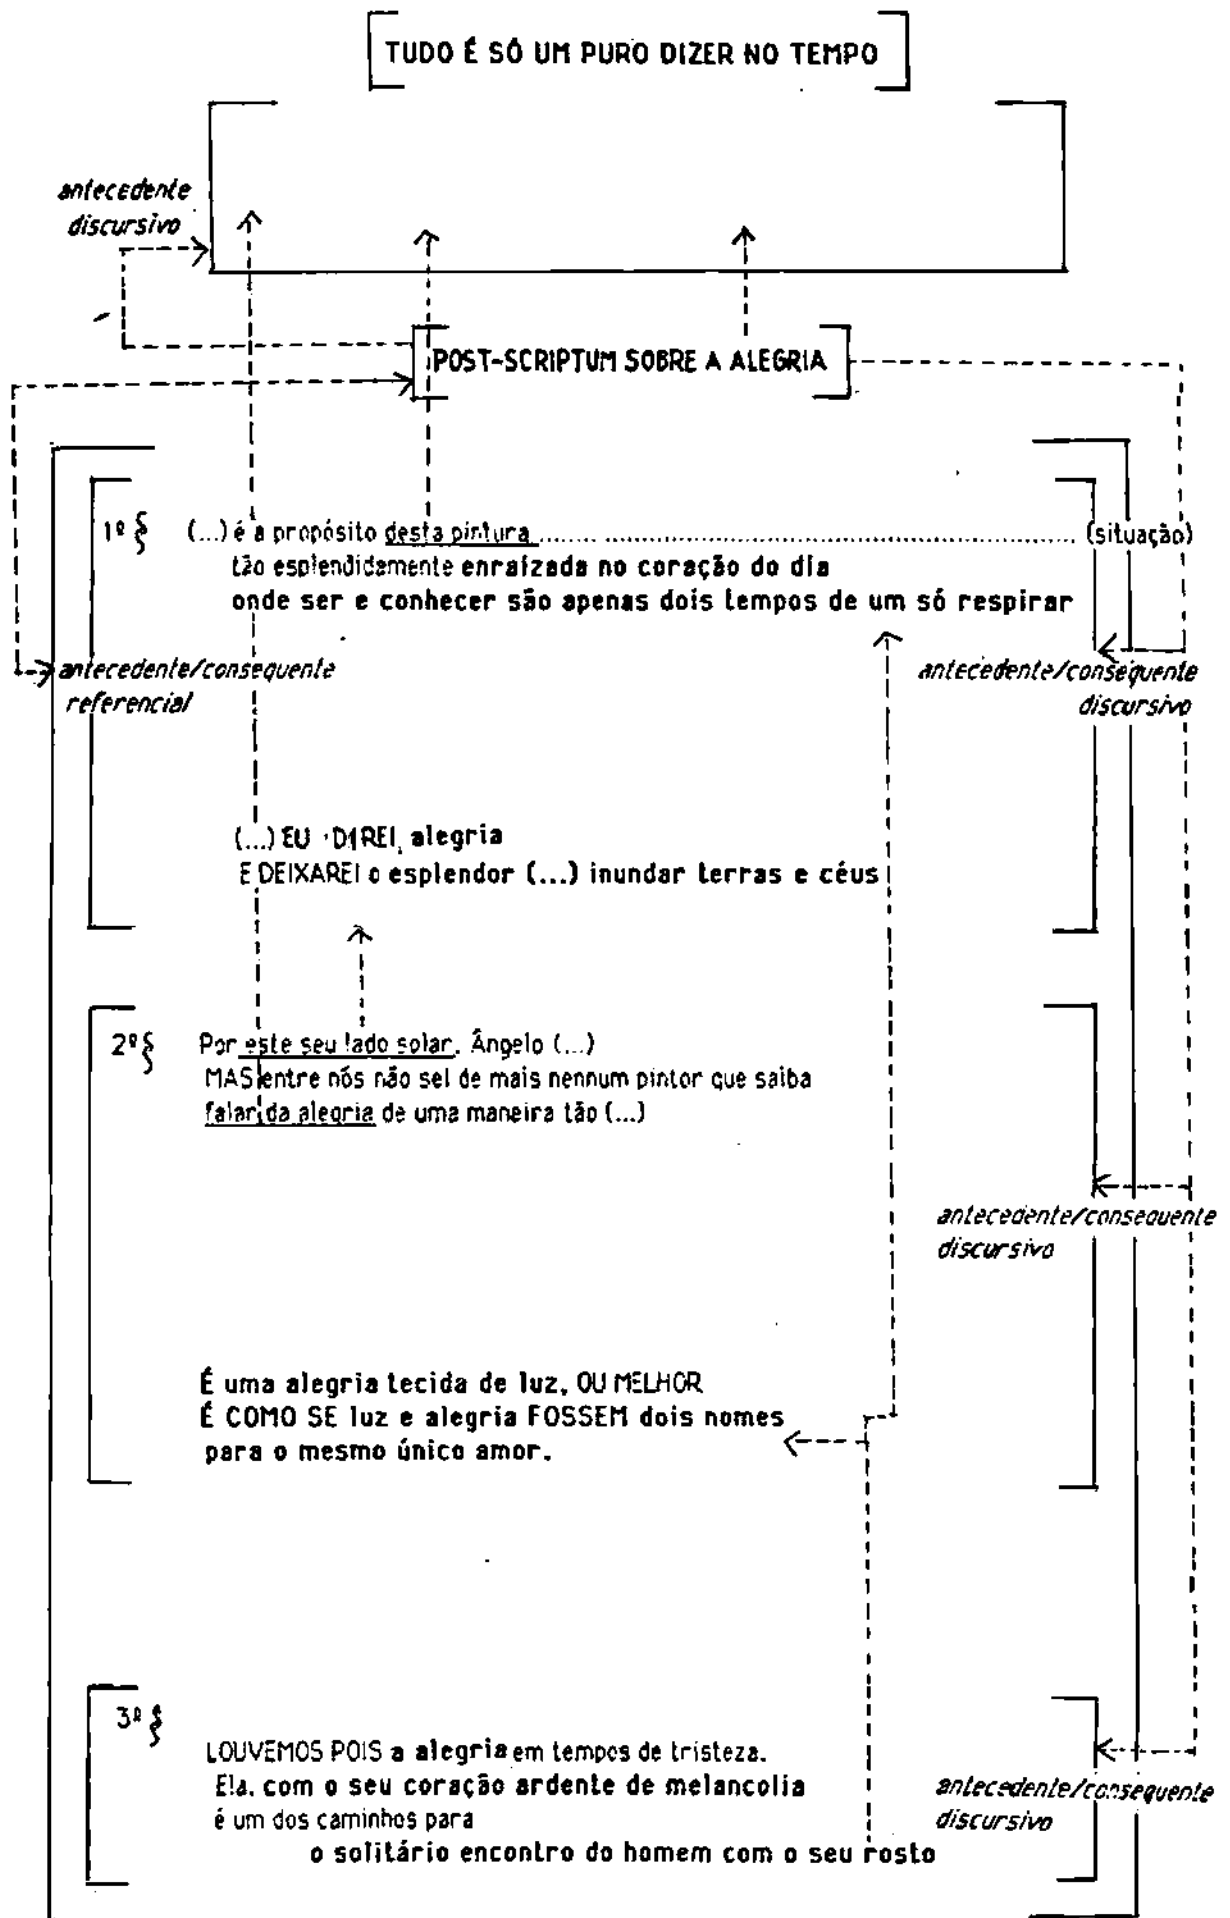 TUDO É SÓ UM PURO DIZER NO TEMPO
antecedente
discursivo
POST-SCRIPTUM SOBRE A ALEGRIA
1º § (...) é a propósito desta pintura ................................................ (situação)
tão esplendidamente enraízada no coração do dia
onde ser e conhecer são apenas dois tempos de um só respirar
antecedente/consequente
referencial
antecedente/consequente
discursivo
(...) EU DIREI, alegria
E DEIXAREI o esplendor (...) inundar terras e céus
2º § Por este seu lado solar, Ângelo (...)
MAS entre nós não sei de mais nennum pintor que saiba
falar da alegria de uma maneira tão (...)
antecedente/consequente
discursivo
É uma alegria tecida de luz, OU MELHOR
É COMO SE luz e alegria FOSSEM dois nomes
para o mesmo único amor.
3º §
LOUVEMOS POIS a alegria em tempos de tristeza.
Ela, com o seu coração ardente de melancolia
é um dos caminhos para
o solitário encontro do homem com o seu rosto
antecedente/consequente
discursivo